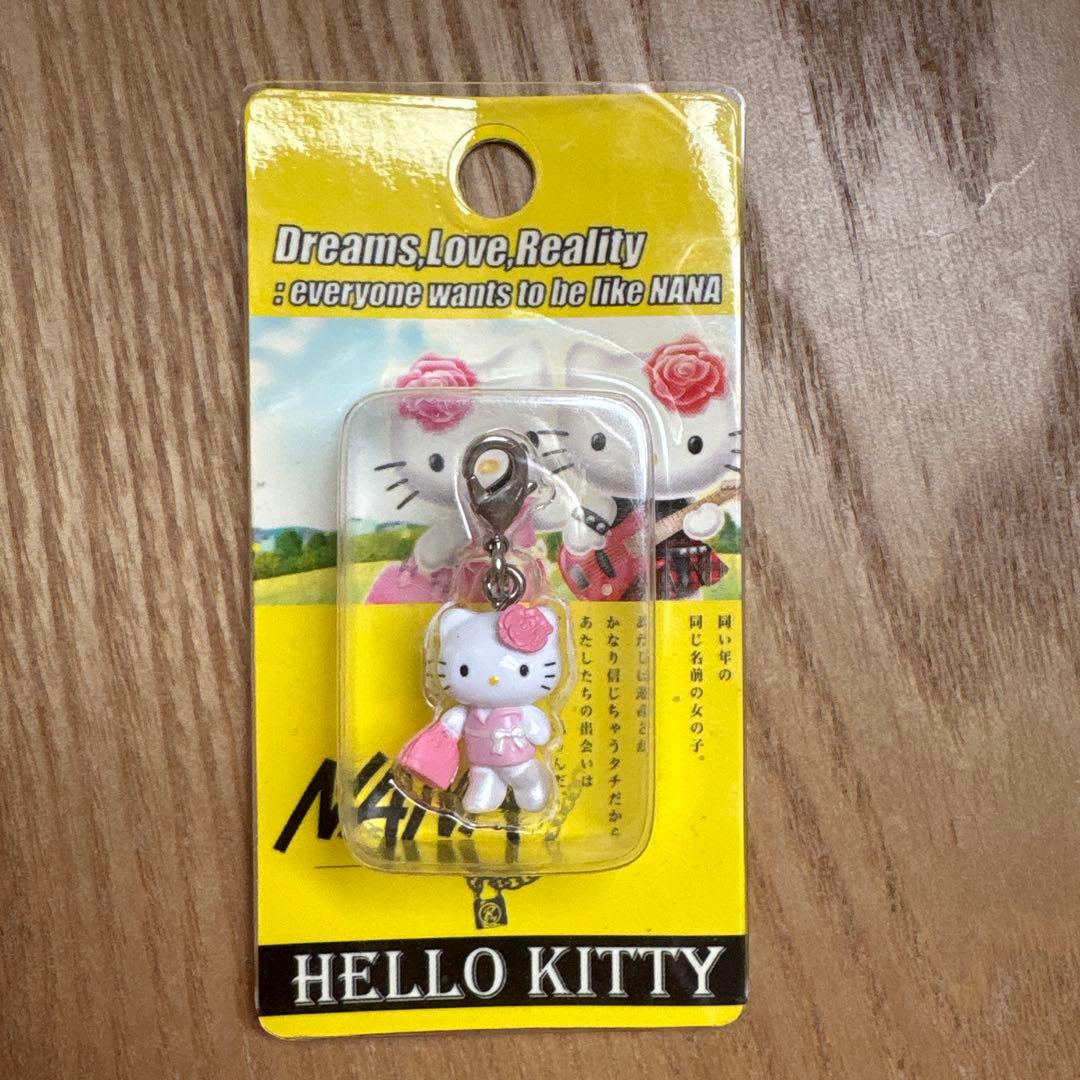 Dreams,Love,Reality
: everyone wants to be like NANA
同い年の
同じ名前の女の子。
かなり信じちゃうタチだから
あたしたちの出会いは
NANA
HELLO KITTY